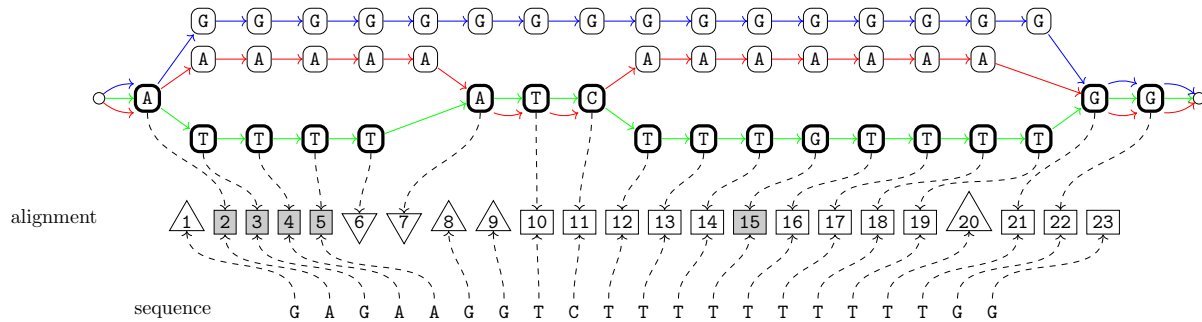 G G G G G G G G G G G G G G G G
A A A A A A A A A A A A
A A T C G G
T T T T T T T G T T T T
alignment 1 2 3 4 5 6 7 8 9 10 11 12 13 14 15 16 17 18 19 20 21 22 23
sequence G A G A A G G T C T T T T T T T T T T G G